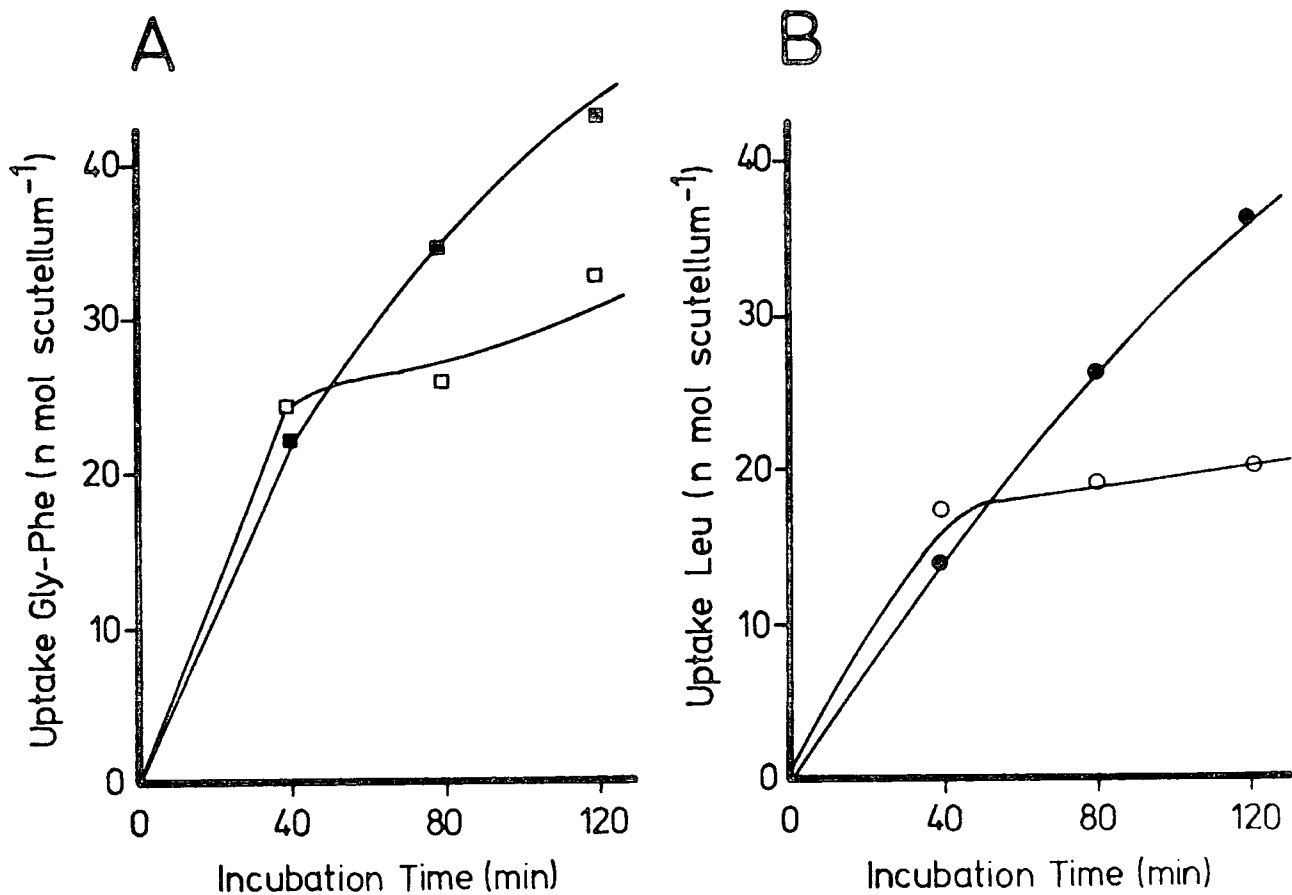 A
Uptake Gly-Phe (n mol scutellum⁻¹)
40
30
20
10
0
0 40 80 120
Incubation Time (min)
B
Uptake Leu (n mol scutellum⁻¹)
40
30
20
10
0
0 40 80 120
Incubation Time (min)